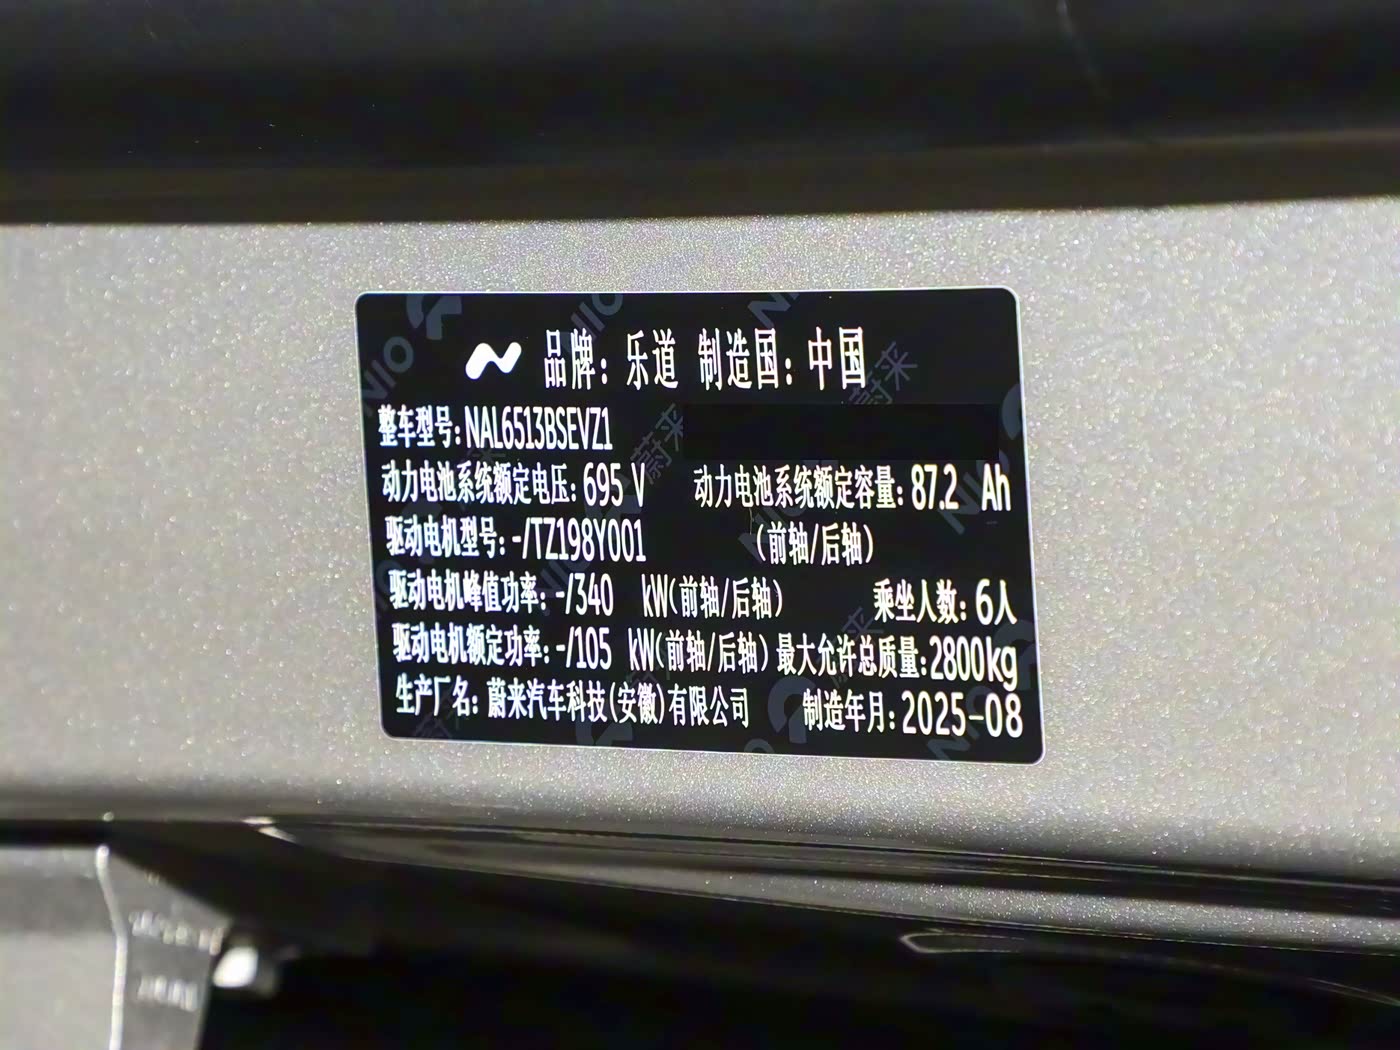 品牌: 乐道 制造国: 中国
整车型号: NAL6513BSEVZ1
动力电池系统额定电压: 695 V 动力电池系统额定容量: 87.2 Ah
驱动电机型号: -/TZ198Y001 (前轴/后轴)
驱动电机峰值功率: -/340 kW(前轴/后轴) 乘坐人数: 6人
驱动电机额定功率: -/105 kW(前轴/后轴) 最大允许总质量: 2800kg
生产厂名: 蔚来汽车科技(安徽)有限公司 制造年月: 2025-08